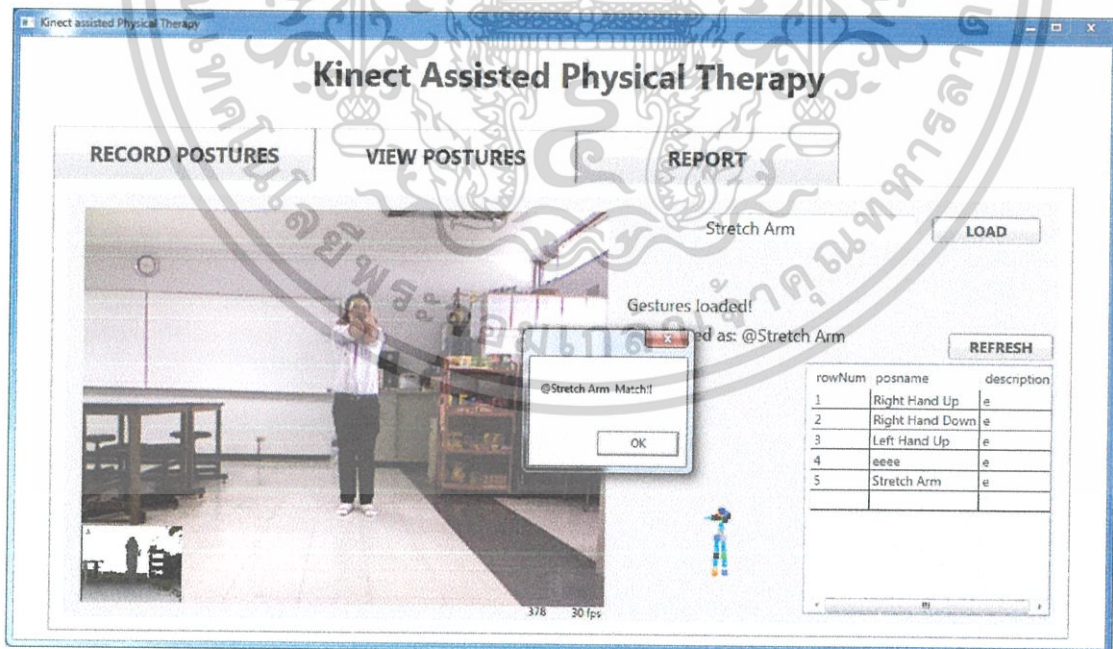 Kinect assisted Physical Therapy
Kinect Assisted Physical Therapy
RECORD POSTURES
VIEW POSTURES
REPORT
Stretch Arm
LOAD
Gestures loaded!
ed as: @Stretch Arm
REFRESH
@Stretch Arm Match!!
OK
rowNum posname description
1 Right Hand Up e
2 Right Hand Down e
3 Left Hand Up e
4 eeee e
5 Stretch Arm e
378 30 fps